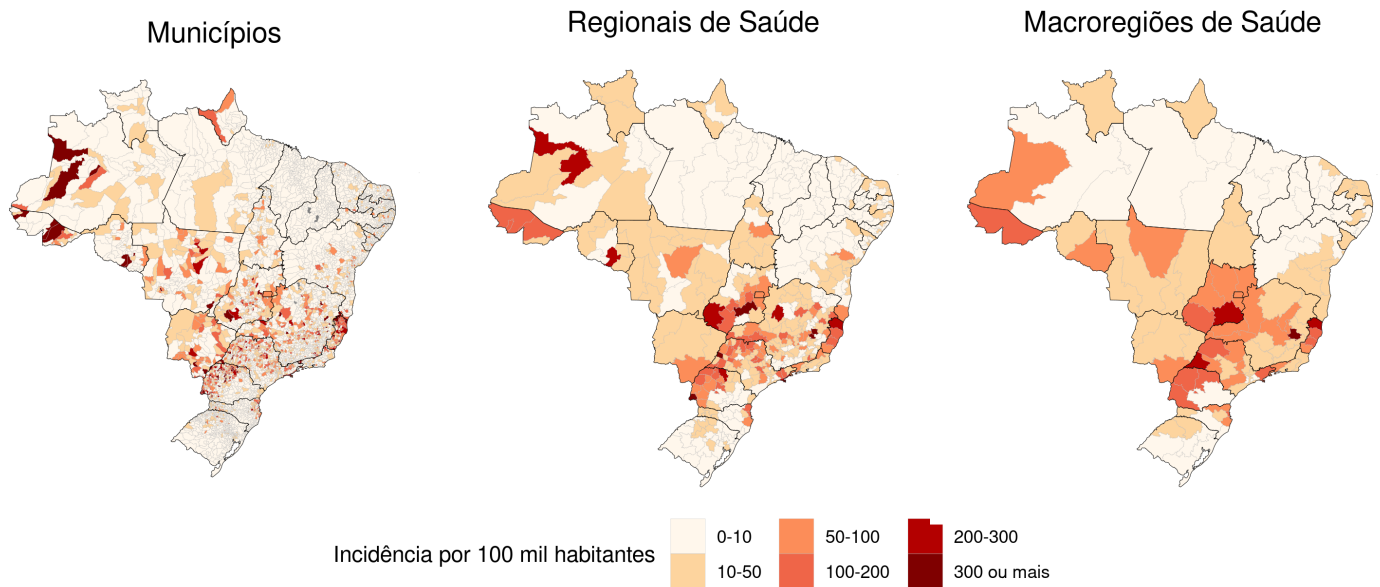 Municípios
Regionais de Saúde
Macroregiões de Saúde
Incidência por 100 mil habitantes
0-10
50-100
200-300
10-50
100-200
300 ou mais